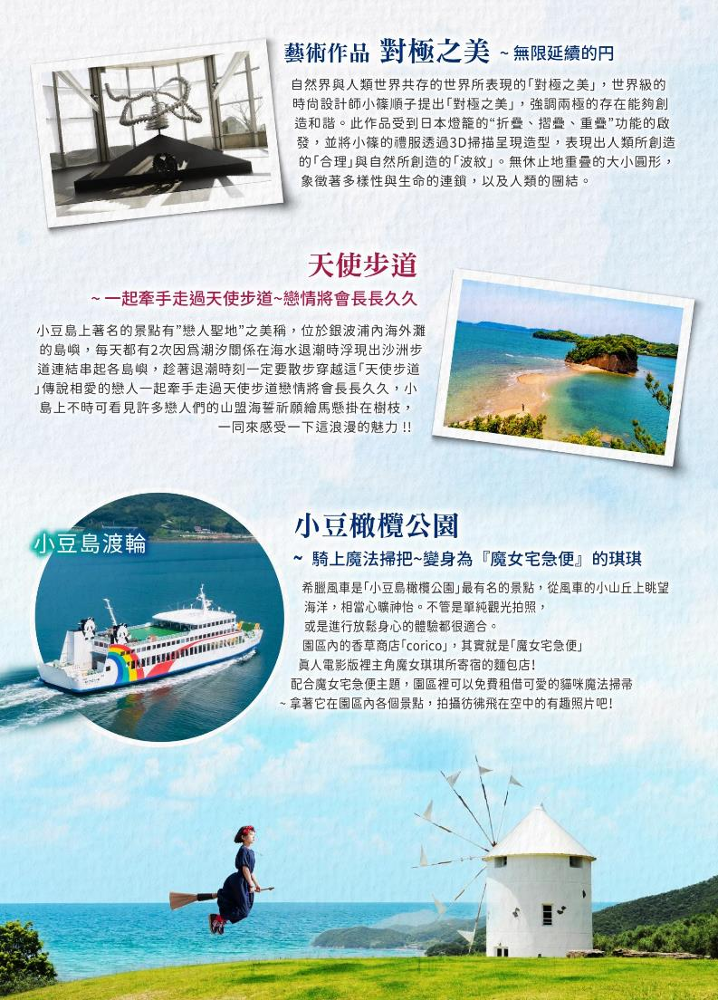 藝術作品 對極之美 ~ 無限延續的円
自然界與人類世界共存的世界所表現的「對極之美」，世界級的
時尚設計師小篠順子提出「對極之美」，強調兩極的存在能夠創
造和諧。此作品受到日本燈籠的“折疊、摺疊、重疊”功能的啟
發，並將小篠的禮服透過3D掃描呈現造型，表現出人類所創造
的「合理」與自然所創造的「波紋」。無休止地重疊的大小圓形，
象徵著多樣性與生命的連鎖，以及人類的團結。
天使步道
~ 一起牽手走過天使步道~戀情將會長長久久
小豆島上著名的景點有”戀人聖地”之美稱，位於銀波浦內海外灘
的島嶼，每天都有2次因為潮汐關係在海水退潮時浮現出沙洲步
道連結串起各島嶼，趁著退潮時刻一定要散步穿越這「天使步道
」傳說相愛的戀人一起牽手走過天使步道戀情將會長長久久，小
島上不時可看見許多戀人們的山盟海誓祈願繪馬懸掛在樹枝，
一同來感受一下這浪漫的魅力 !!
小豆島渡輪
小豆橄欖公園
~ 騎上魔法掃把~變身為『魔女宅急便』的琪琪
希臘風車是「小豆島橄欖公園」最有名的景點，從風車的小山丘上眺望
海洋，相當心曠神怡。不管是單純觀光拍照，
或是進行放鬆身心的體驗都很適合。
園區內的香草商店「corico」，其實就是「魔女宅急便」
真人電影版裡主角魔女琪琪所寄宿的麵包店!
配合魔女宅急便主題，園區裡可以免費租借可愛的貓咪魔法掃帚
~ 拿著它在園區內各個景點，拍攝彷彿飛在空中的有趣照片吧!